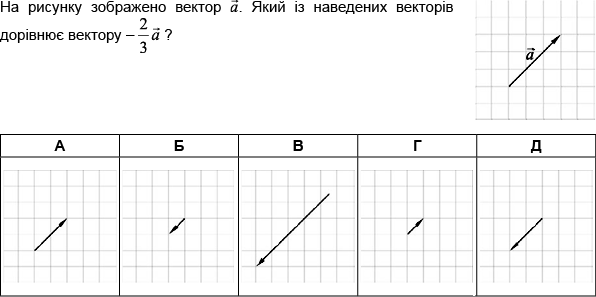 На рисунку зображено вектор a⃗. Який із наведених векторів
дорівнює вектору – 2/3 a⃗ ?
a⃗
А Б В Г Д